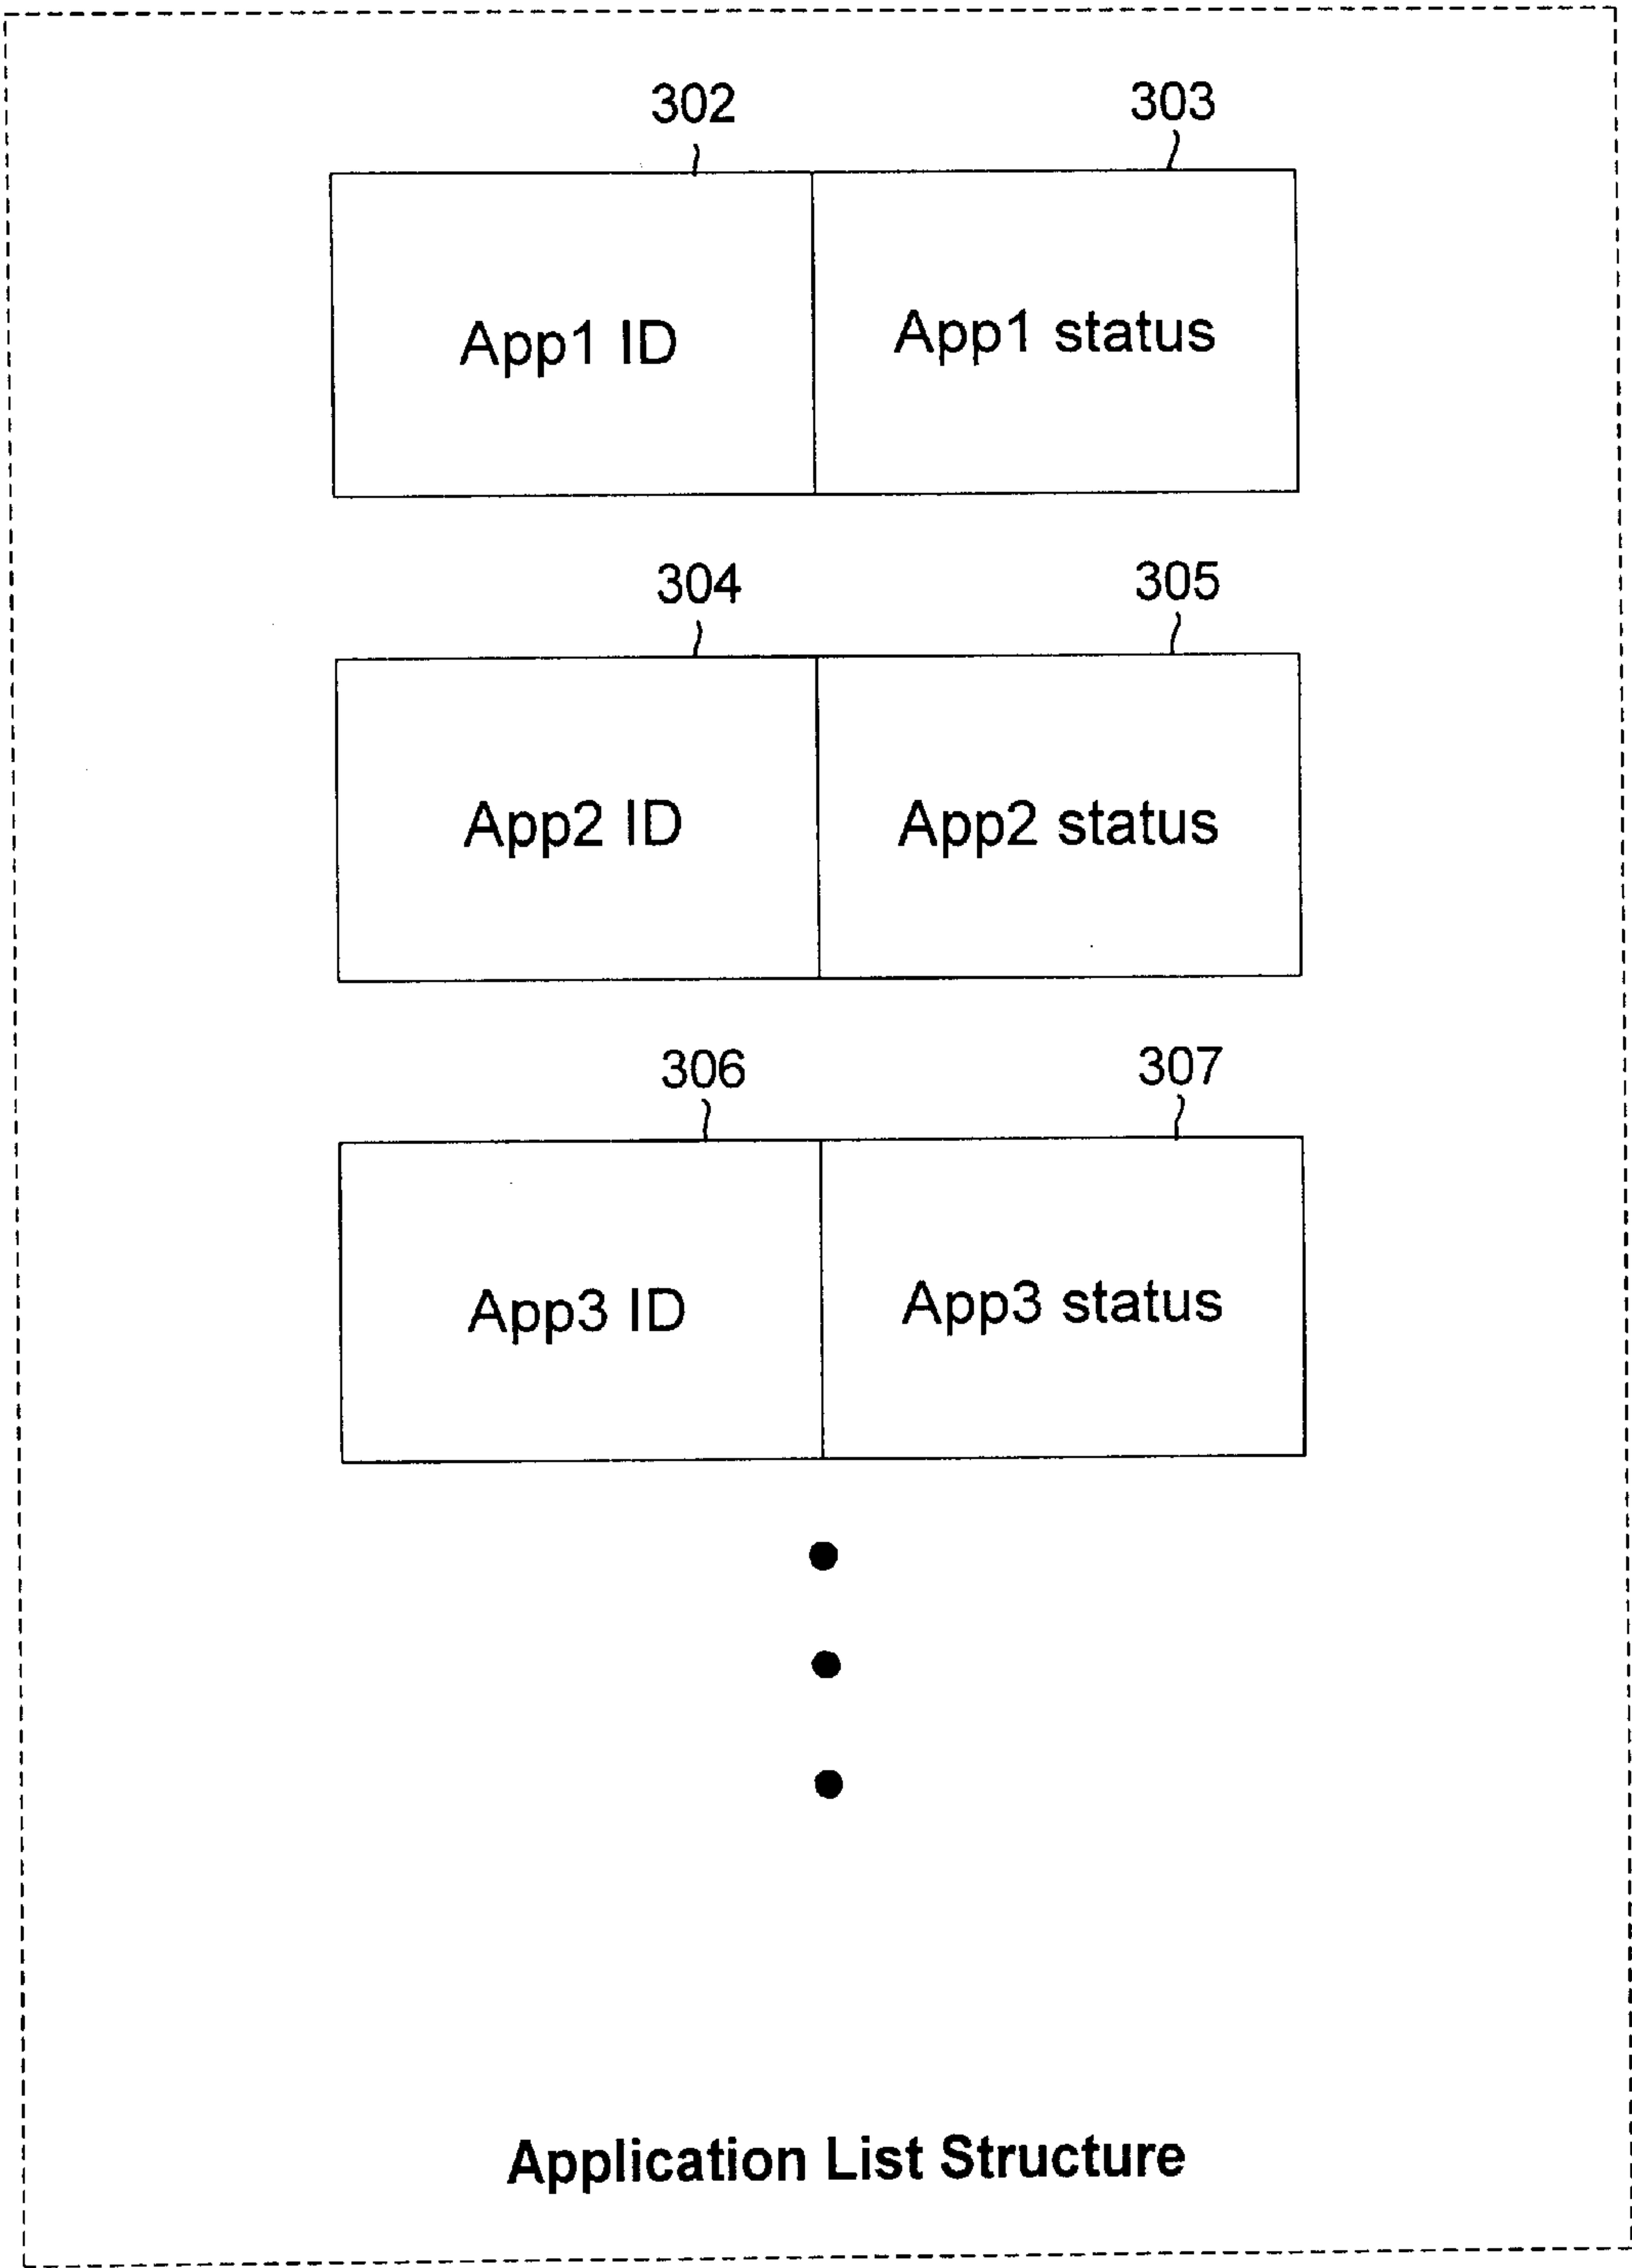 302 303
App1 ID App1 status
304 305
App2 ID App2 status
306 307
App3 ID App3 status
Application List Structure